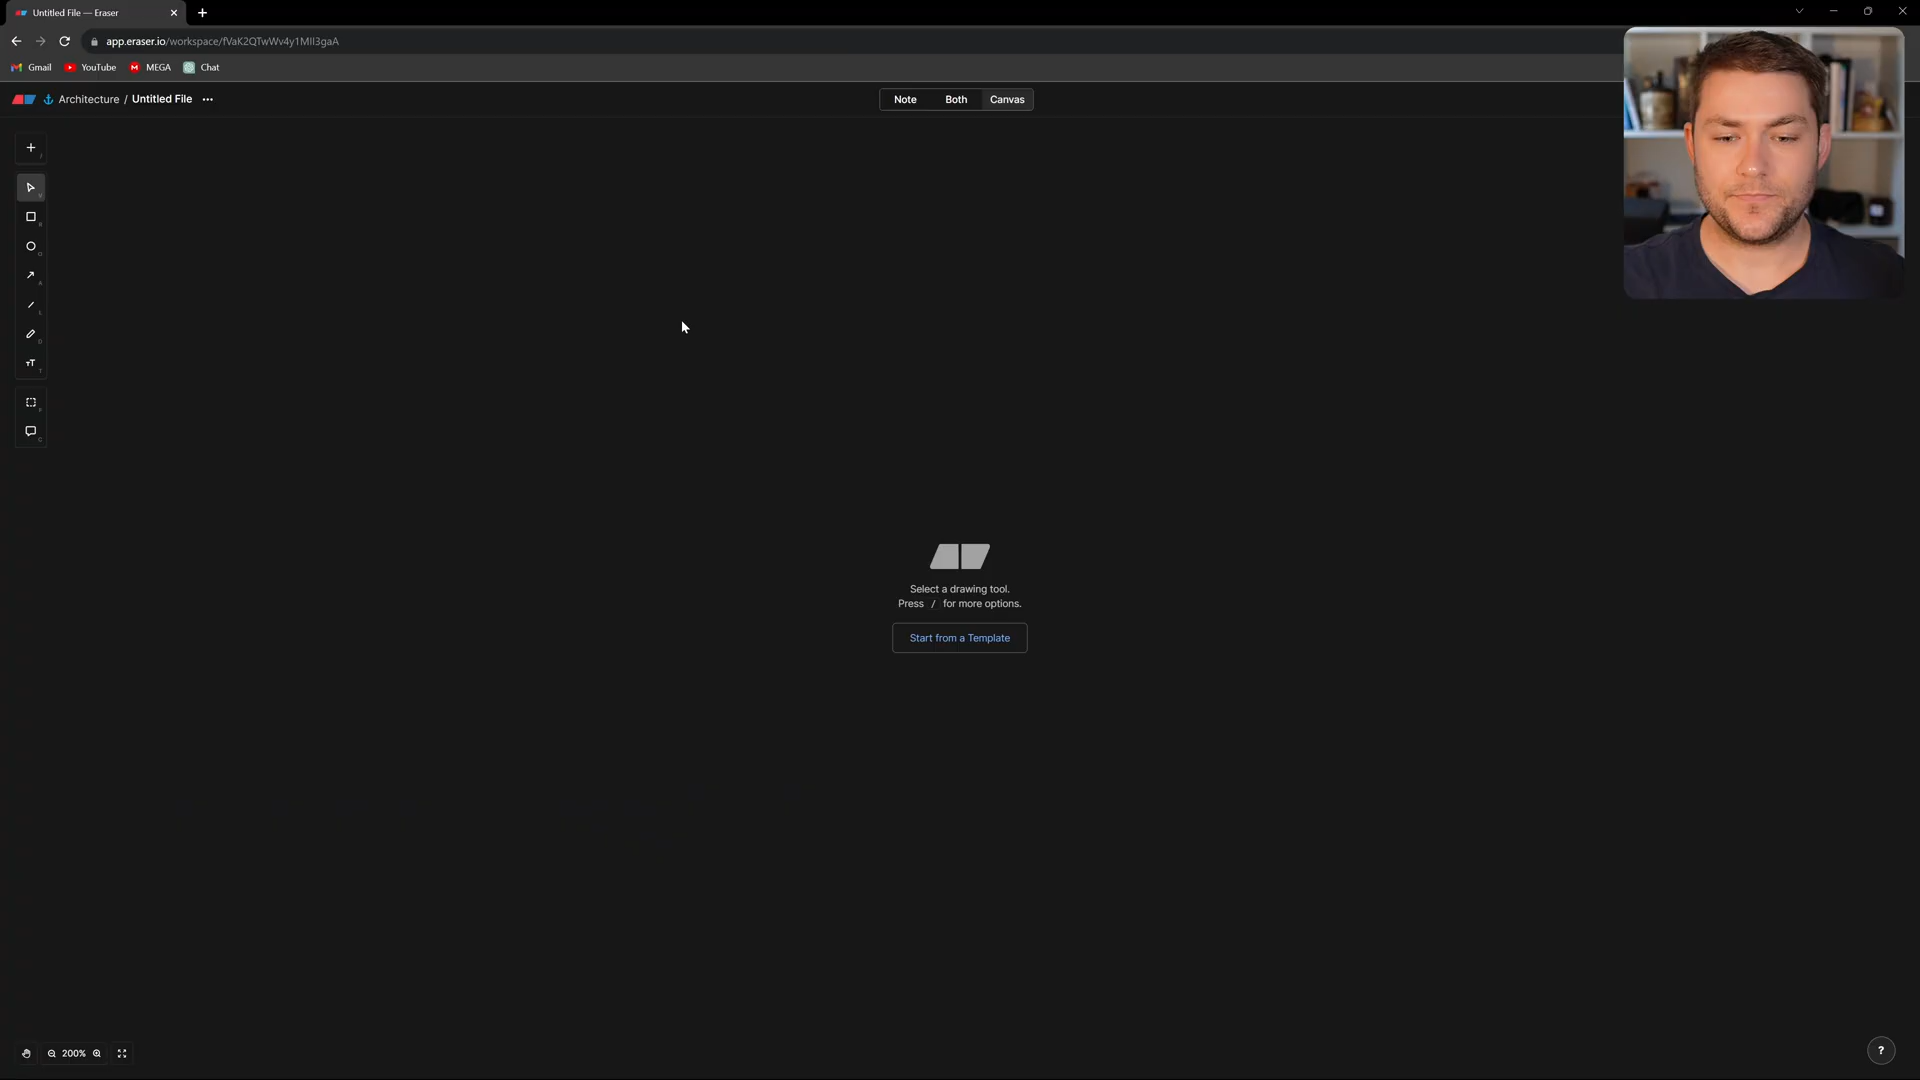 Untitled File — Eraser
app.eraser.io/workspace/fVaK2QTwWv4y1MIl3gaA
Gmail YouTube MEGA Chat
Architecture / Untitled File ...
Note Both Canvas
/
V
R
O
A
L
D
T
F
C
Select a drawing tool.
Press / for more options.
Start from a Template
200%
?